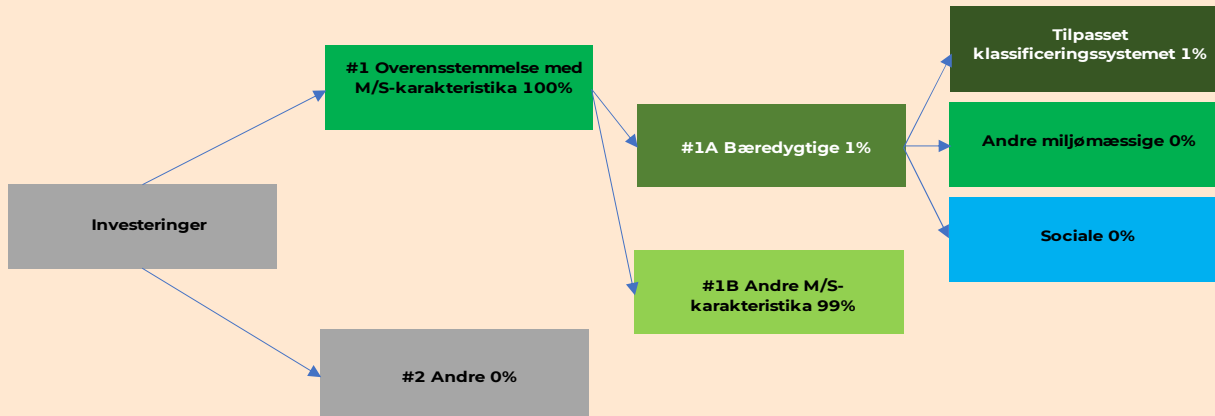 Investeringer
#1 Overensstemmelse med
M/S-karakteristika 100%
#2 Andre 0%
#1A Bæredygtige 1%
#1B Andre M/S-
karakteristika 99%
Tilpasset
klassificeringssystemet 1%
Andre miljømæssige 0%
Sociale 0%